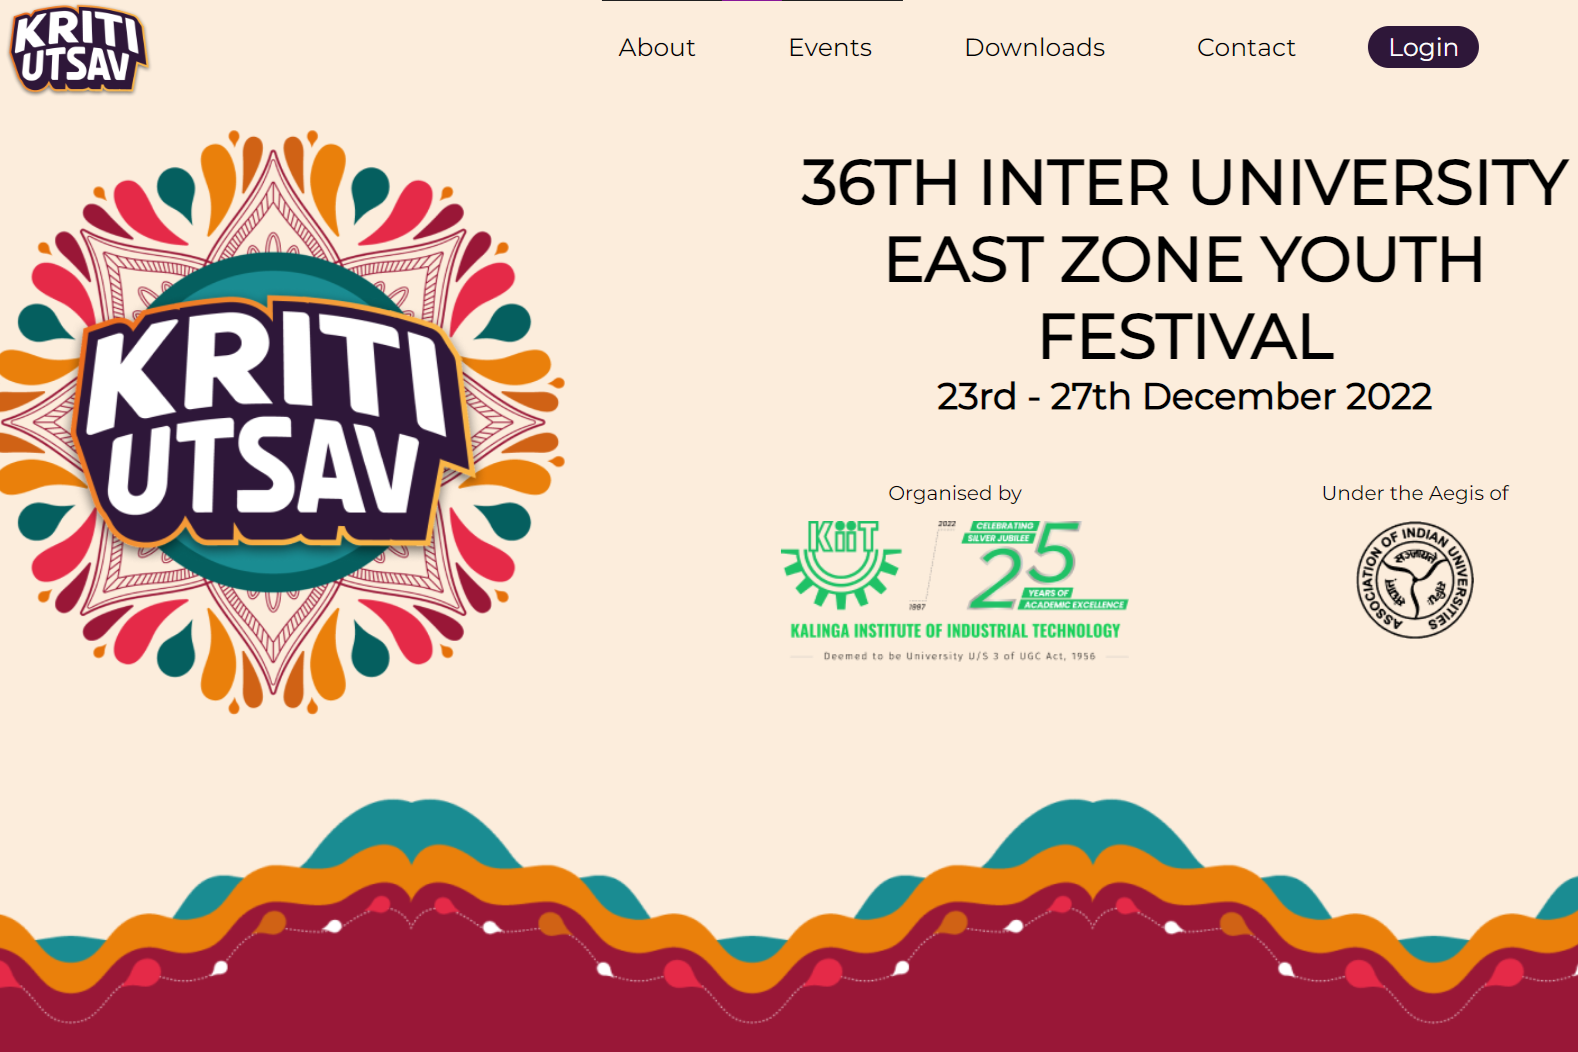 KRITI
UTSAV
About
Events
Downloads
Contact
Login
KRITI
UTSAV
36TH INTER UNIVERSITY
EAST ZONE YOUTH
FESTIVAL
23rd - 27th December 2022
Organised by
KiiT
2022
1997
CELEBRATING
SILVER JUBILEE
25
YEARS OF
ACADEMIC EXCELLENCE
KALINGA INSTITUTE OF INDUSTRIAL TECHNOLOGY
Deemed to be University U/S 3 of UGC Act, 1956
Under the Aegis of
ASSOCIATION OF INDIAN UNIVERSITIES